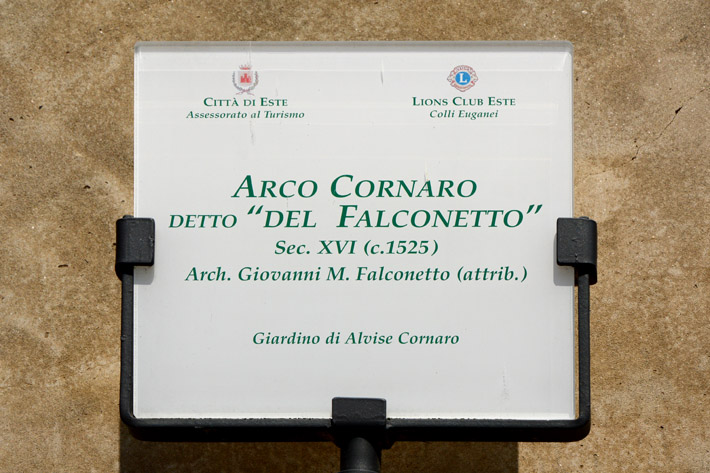 CITTÀ DI ESTE
Assessorato al Turismo
L
LIONS CLUB ESTE
Colli Euganei
ARCO CORNARO
DETTO “DEL FALCONETTO”
Sec. XVI (c.1525)
Arch. Giovanni M. Falconetto (attrib.)
Giardino di Alvise Cornaro